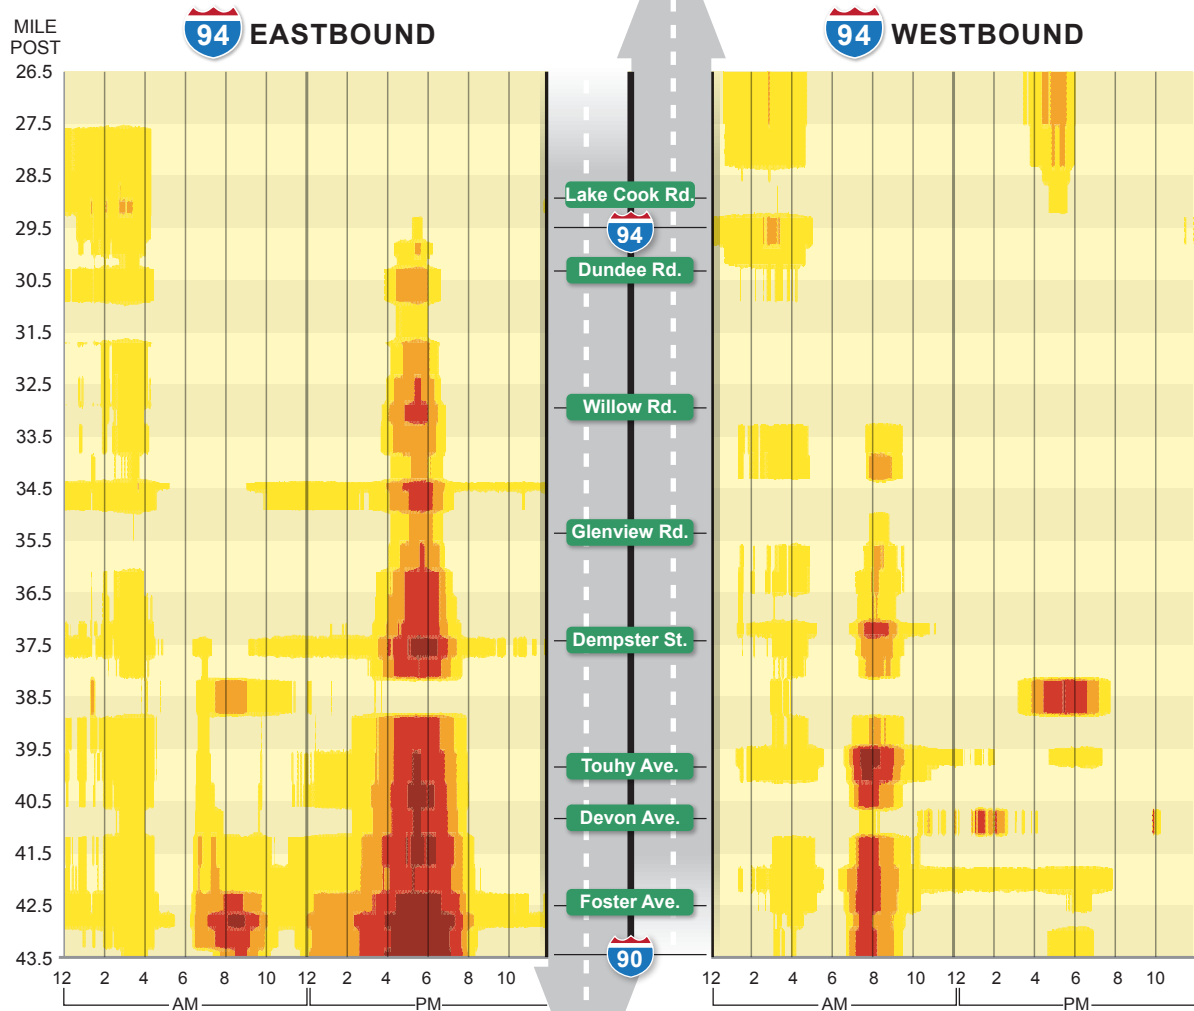 MILE
POST
94 EASTBOUND
94 WESTBOUND
26.5
27.5
28.5
29.5
30.5
31.5
32.5
33.5
34.5
35.5
36.5
37.5
38.5
39.5
40.5
41.5
42.5
43.5
Lake Cook Rd.
94
Dundee Rd.
Willow Rd.
Glenview Rd.
Dempster St.
Touhy Ave.
Devon Ave.
Foster Ave.
90
12 2 4 6 8 10 12 2 4 6 8 10
AM PM
12 2 4 6 8 10 12 2 4 6 8 10
AM PM